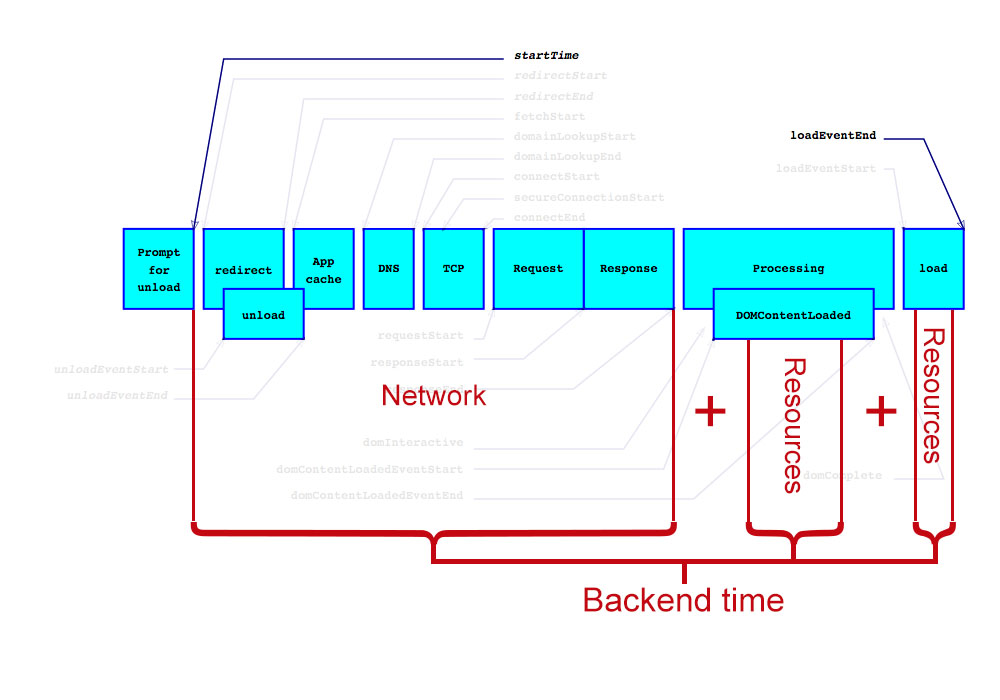 startTime
redirectStart
redirectEnd
fetchStart
domainLookupStart
domainLookupEnd
connectStart
secureConnectionStart
connectEnd
loadEventEnd
loadEventStart
Prompt
for
unload
redirect
unload
App
cache
DNS
TCP
Request
Response
Processing
DOMContentLoaded
load
requestStart
responseStart
unloadEventStart
unloadEventEnd
Network
domInteractive
domContentLoadedEventStart
domContentLoadedEventEnd
+
Resources
+
Resources
domComplete
Backend time